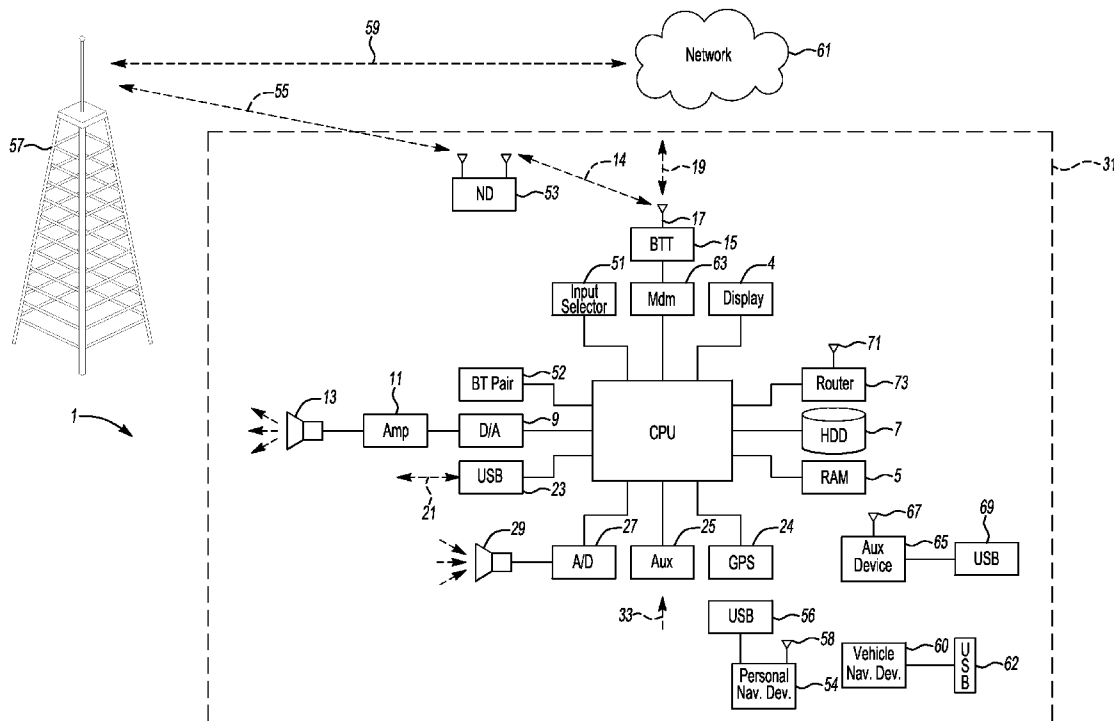 59
Network
61
55
57
14
19
31
ND
53
17
BTT
15
51
63
4
Input
Selector
Mdm
Display
71
52
BT Pair
Router
73
13
11
9
1
Amp
D/A
CPU
HDD
7
USB
RAM
21
23
5
29
27
25
24
67
69
A/D
Aux
GPS
Aux
Device
65
USB
33
USB
56
58
Personal
Nav. Dev.
54
Vehicle
Nav. Dev.
60
USB
62